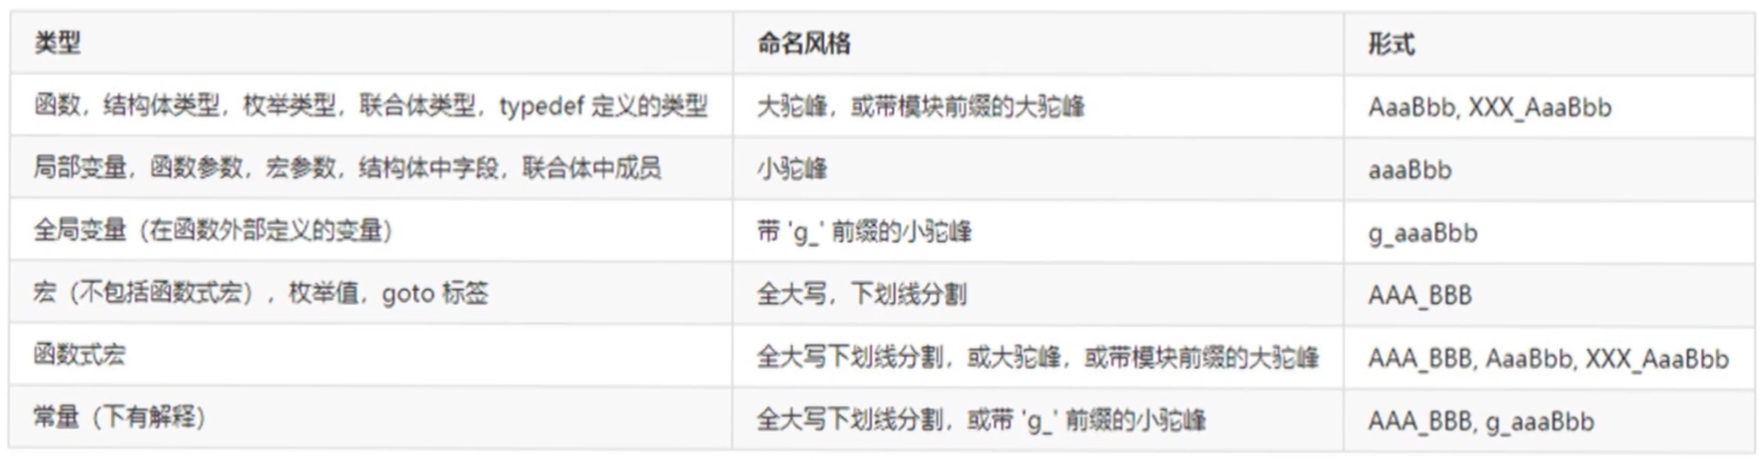 类型 命名风格 形式
函数，结构体类型，枚举类型，联合体类型，typedef 定义的类型 大驼峰，或带模块前缀的大驼峰 AaaBbb, XXX_AaaBbb
局部变量，函数参数，宏参数，结构体中字段，联合体中成员 小驼峰 aaaBbb
全局变量（在函数外部定义的变量） 带 'g_' 前缀的小驼峰 g_aaaBbb
宏（不包括函数式宏），枚举值，goto 标签 全大写，下划线分割 AAA_BBB
函数式宏 全大写下划线分割，或大驼峰，或带模块前缀的大驼峰 AAA_BBB, AaaBbb, XXX_AaaBbb
常量（下有解释） 全大写下划线分割，或带 'g_' 前缀的小驼峰 AAA_BBB, g_aaaBbb